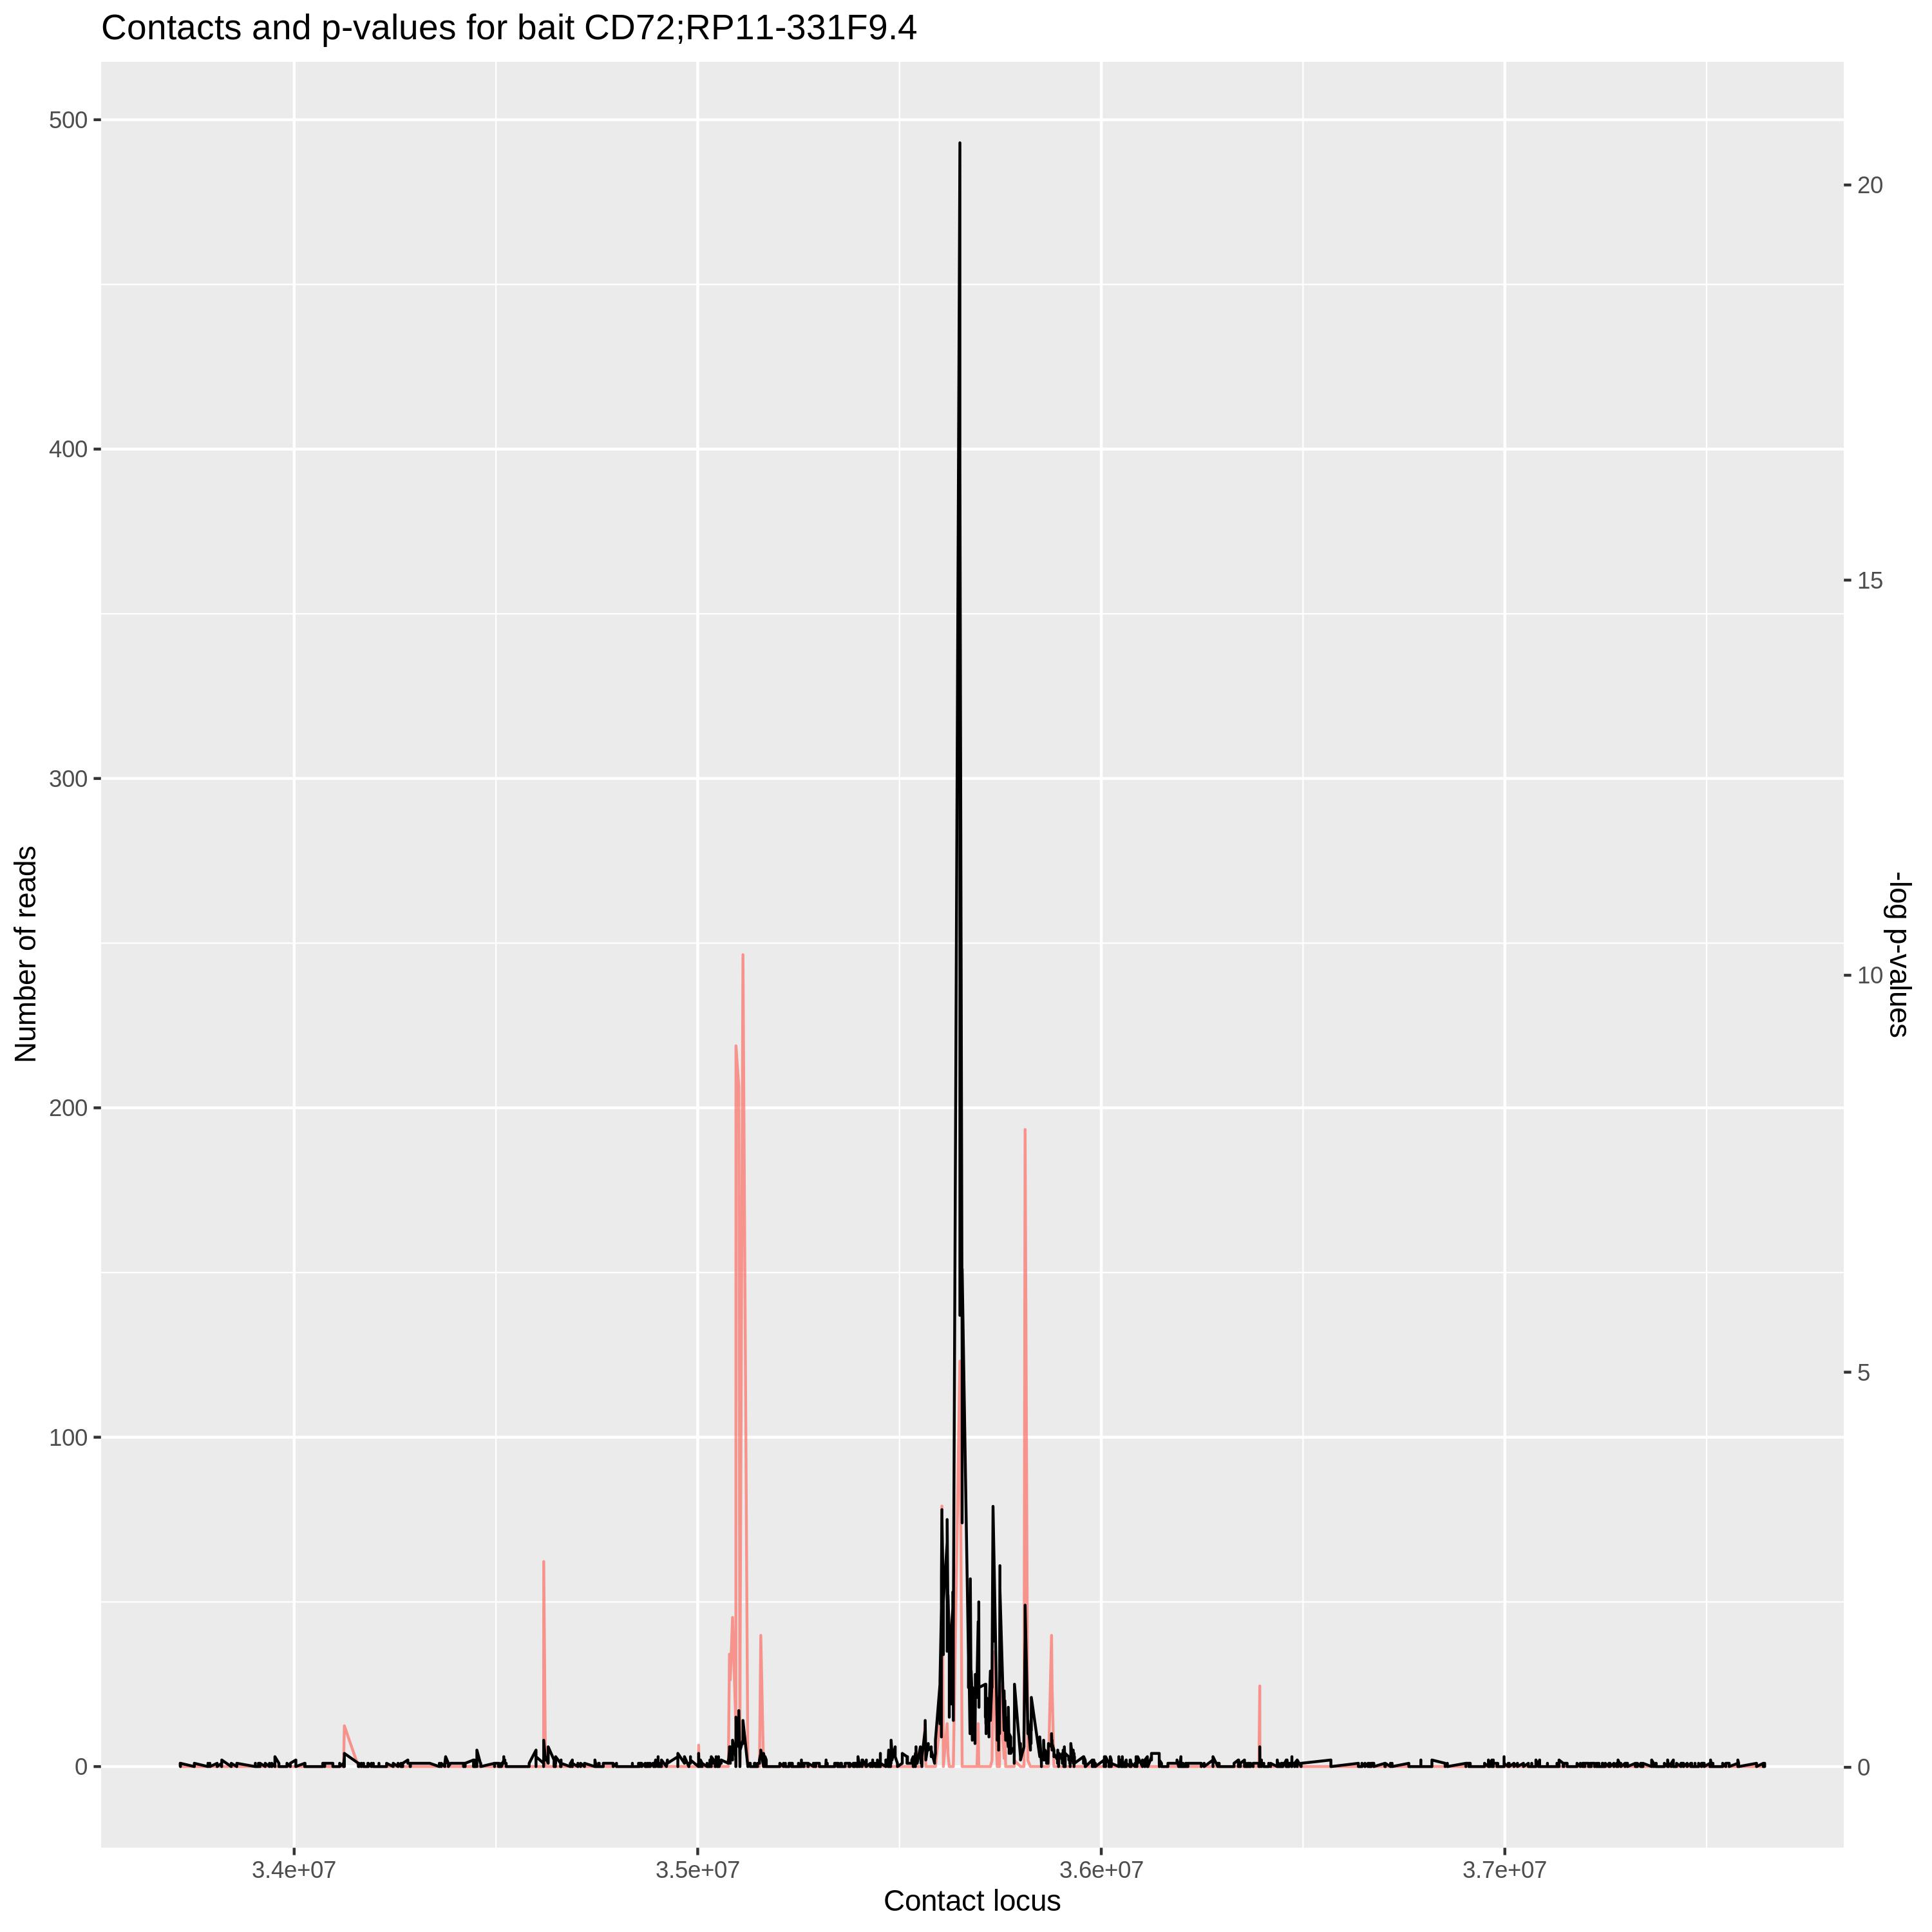 Contacts and p-values for bait CD72;RP11-331F9.4
500
400
300
200
100
0
Number of reads
20
15
10
5
0
-log p-values
3.4e+07 3.5e+07 3.6e+07 3.7e+07
Contact locus